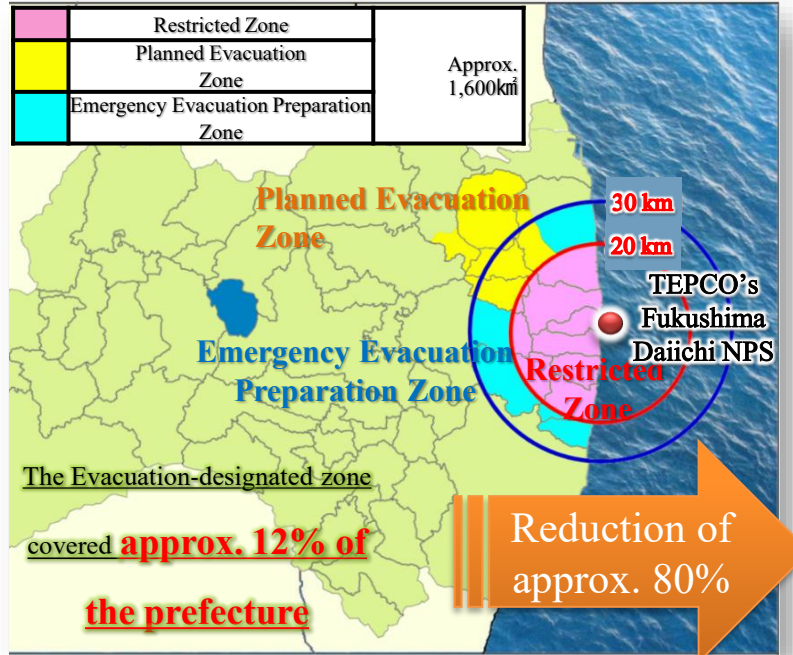 Restricted Zone
Planned Evacuation
Zone
Emergency Evacuation Preparation
Zone
Approx.
1,600㎢
Planned Evacuation
Zone
30 km
20 km
TEPCO’s
Fukushima
Daiichi NPS
Emergency Evacuation
Preparation Zone
Restricted
Zone
The Evacuation-designated zone
covered approx. 12% of
the prefecture
Reduction of
approx. 80%